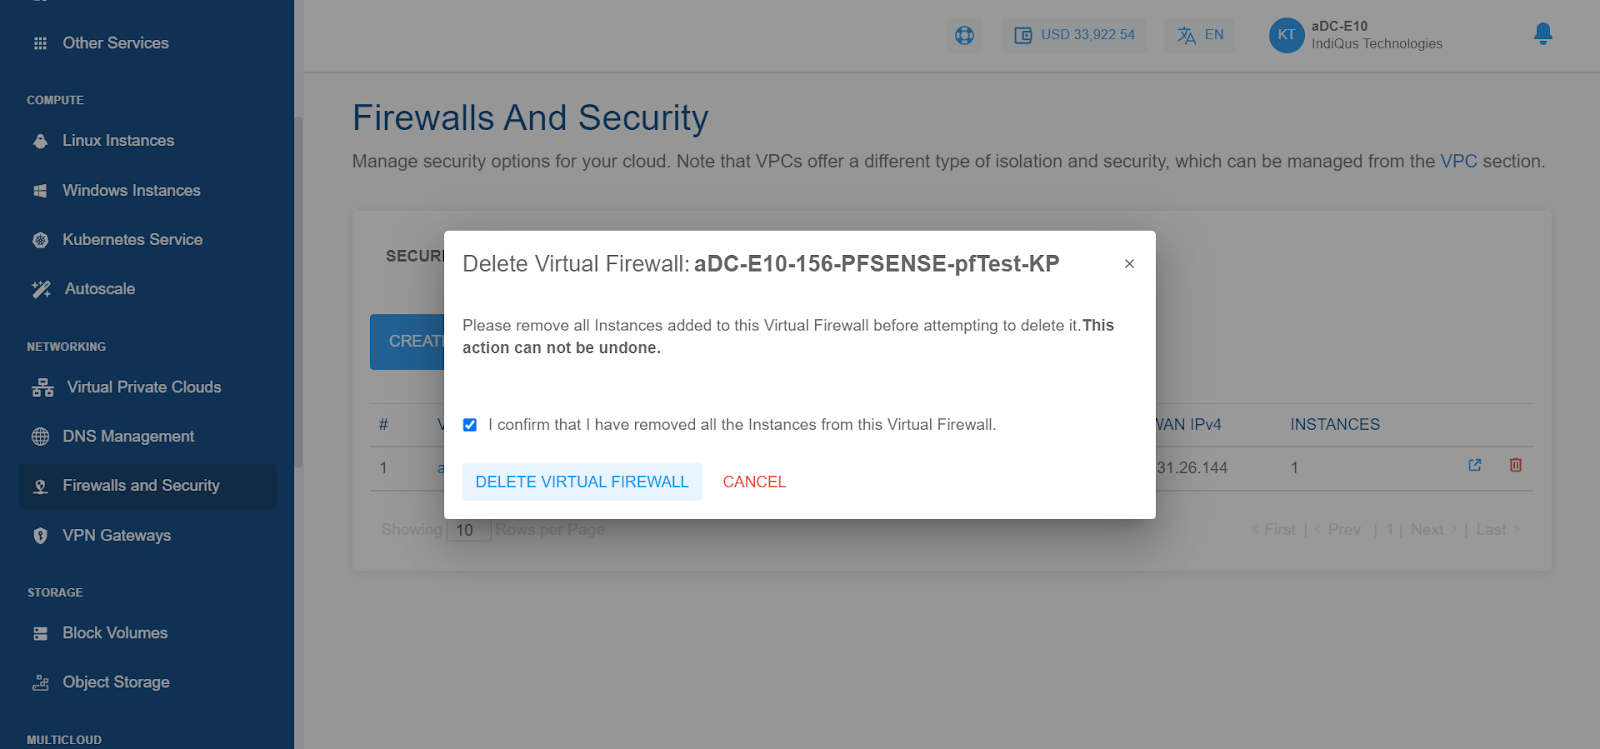 Other Services
COMPUTE
Linux Instances
Windows Instances
Kubernetes Service
Autoscale
NETWORKING
Virtual Private Clouds
DNS Management
Firewalls and Security
VPN Gateways
STORAGE
Block Volumes
Object Storage
MULTICLOUD
USD 33,922.54
EN
KT
aDC-E10
IndiQus Technologies
Firewalls And Security
Manage security options for your cloud. Note that VPCs offer a different type of isolation and security, which can be managed from the VPC section.
Delete Virtual Firewall: aDC-E10-156-PFSENSE-pfTest-KP ×
Please remove all Instances added to this Virtual Firewall before attempting to delete it.This
action can not be undone.
I confirm that I have removed all the Instances from this Virtual Firewall.
DELETE VIRTUAL FIREWALL CANCEL
# WAN IPv4 INSTANCES
1 31.26.144 1
Showing 10 Rows per Page « First | ‹ Prev | 1 | Next › | Last »